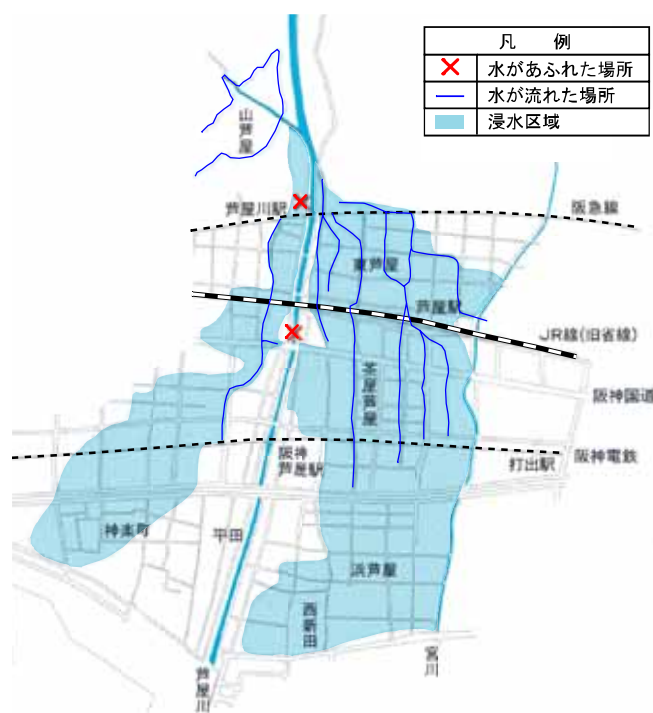 凡 例
水があふれた場所
水が流れた場所
浸水区域
山芦屋
芦屋川駅
阪急線
東芦屋
芦屋駅
JR線(旧省線)
茶屋芦屋
阪神国道
阪神
芦屋駅
打出駅
阪神電鉄
神楽町
平田
浜芦屋
西新田
宮川
芦屋川